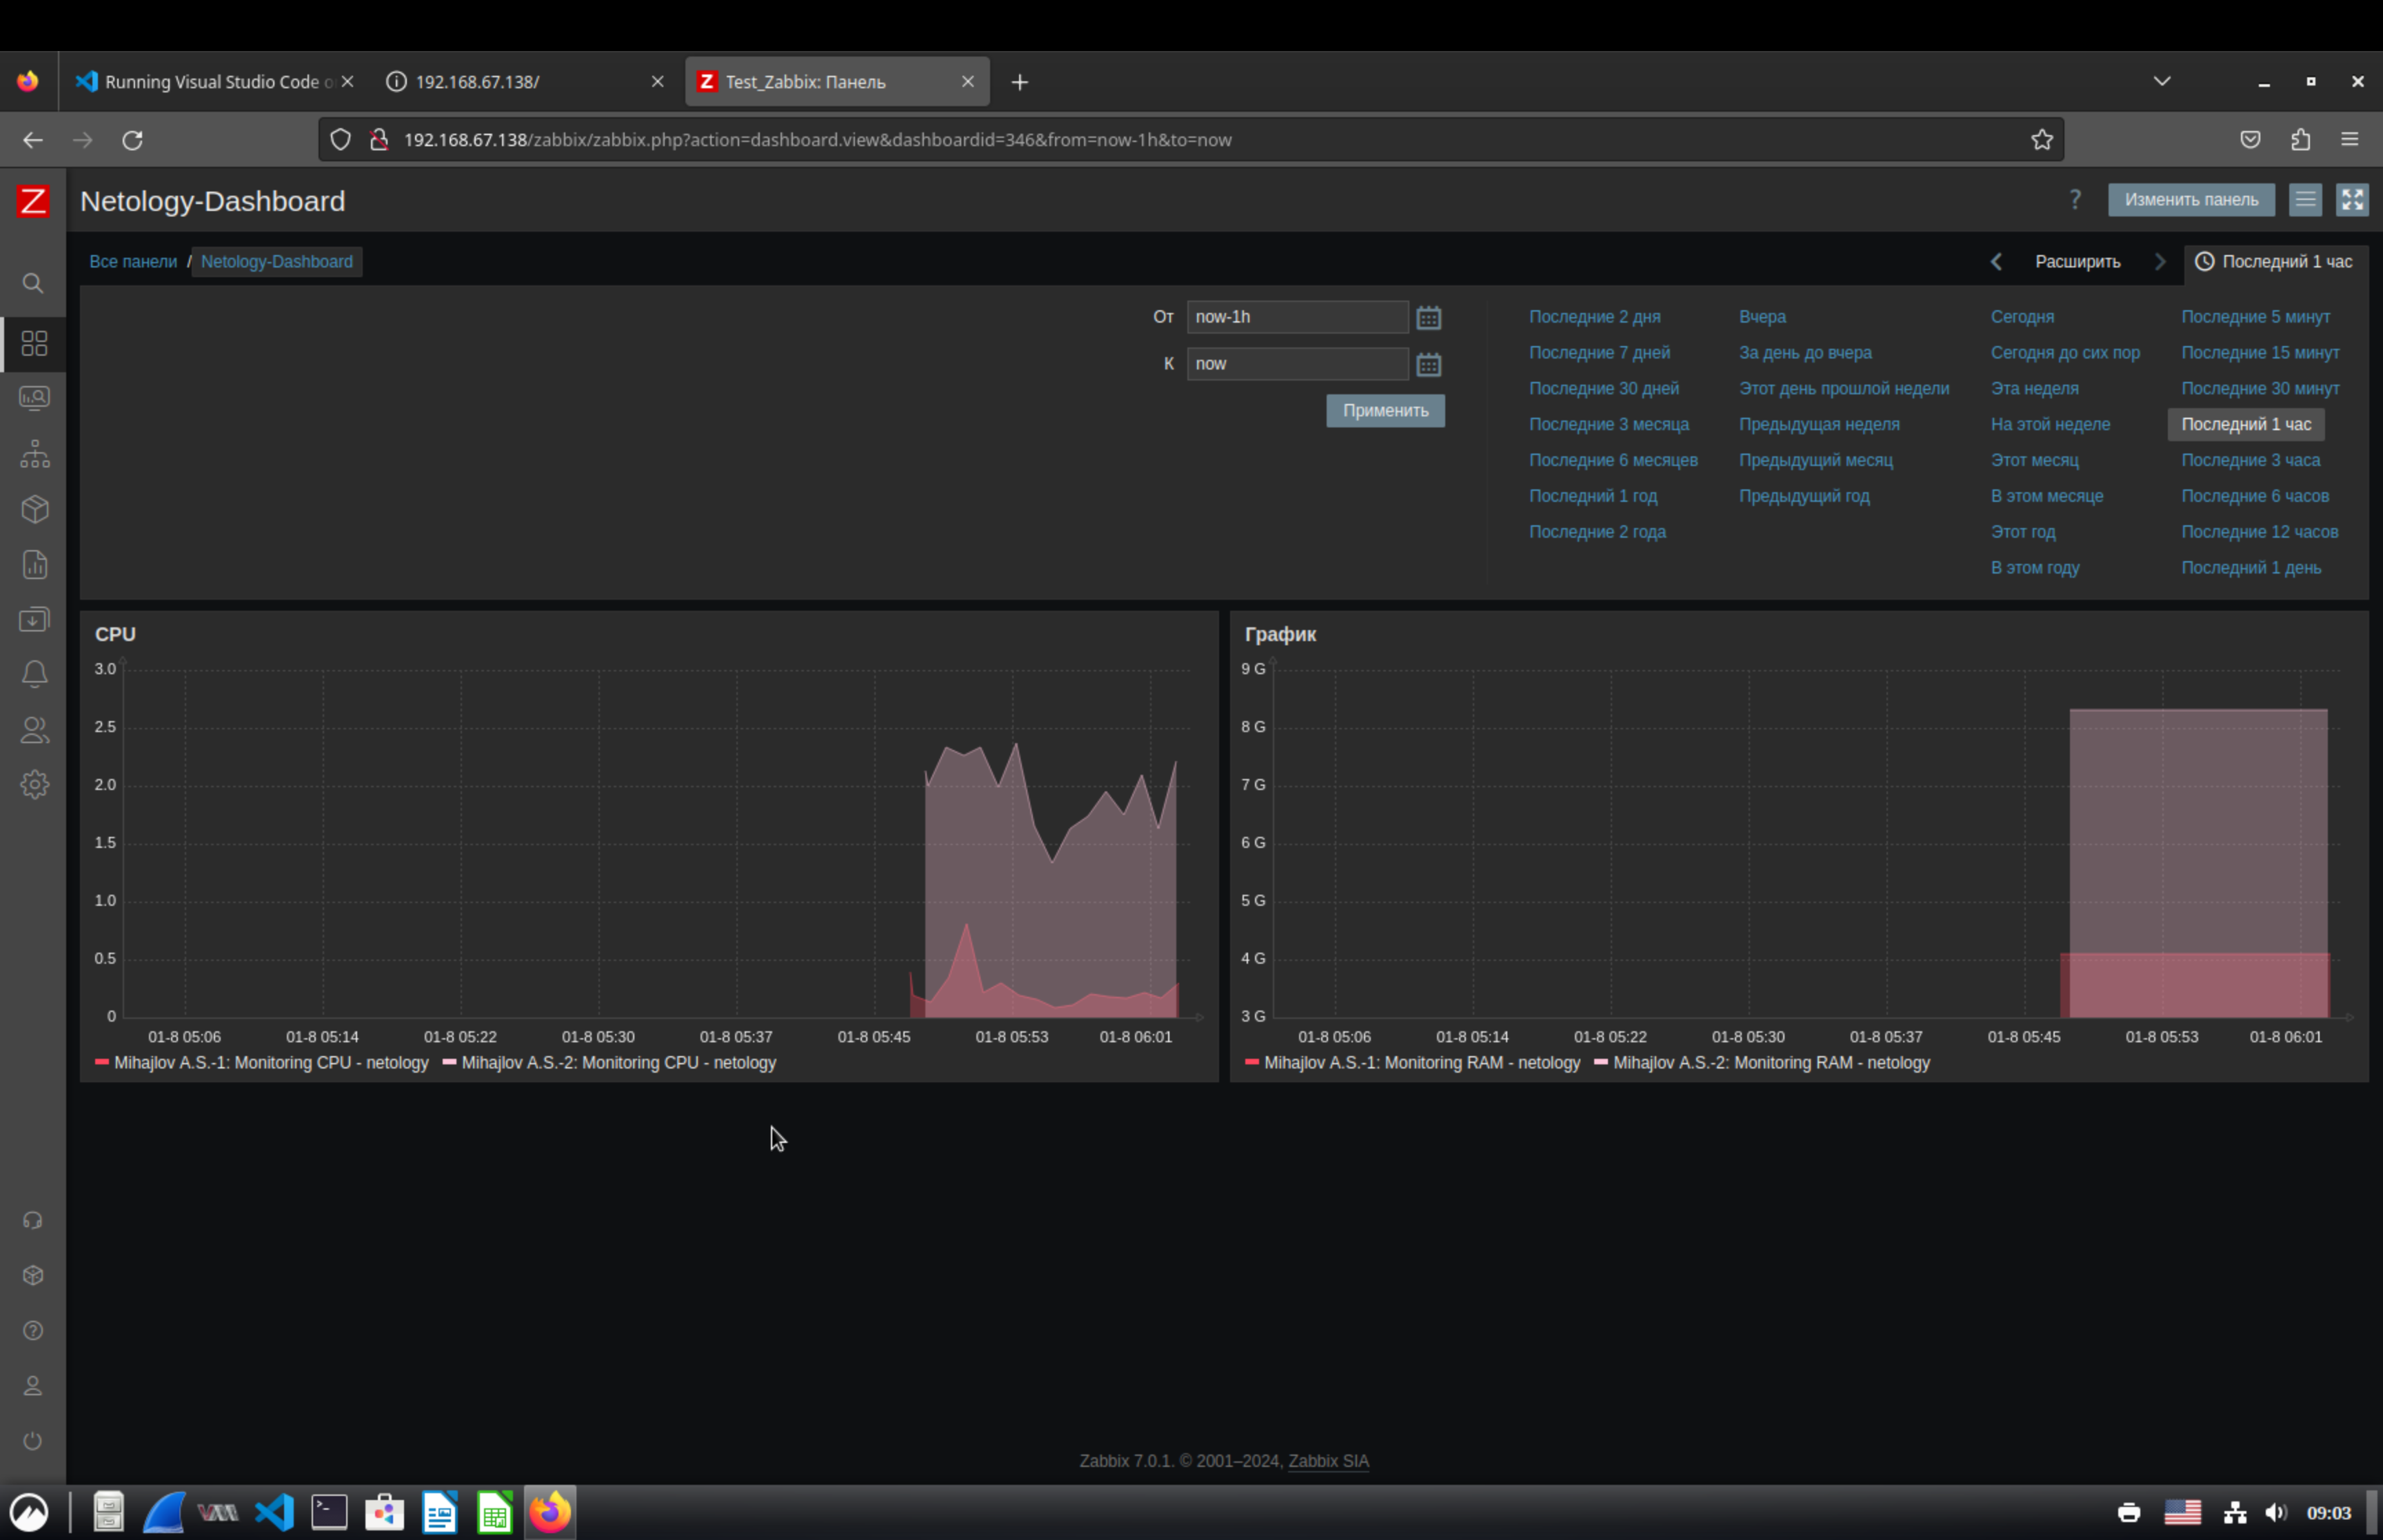 Running Visual Studio Code o
192.168.67.138/
Z Test_Zabbix: Панель
192.168.67.138/zabbix/zabbix.php?action=dashboard.view&dashboardid=346&from=now-1h&to=now
Z
Netology-Dashboard
? Изменить панель
Все панели / Netology-Dashboard
Расширить
Последний 1 час
От now-1h
К now
Применить
Последние 2 дня Вчера Сегодня Последние 5 минут
Последние 7 дней За день до вчера Сегодня до сих пор Последние 15 минут
Последние 30 дней Этот день прошлой недели Эта неделя Последние 30 минут
Последние 3 месяца Предыдущая неделя На этой неделе Последний 1 час
Последние 6 месяцев Предыдущий месяц Этот месяц Последние 3 часа
Последний 1 год Предыдущий год В этом месяце Последние 6 часов
Последние 2 года Этот год Последние 12 часов
В этом году Последний 1 день
CPU
3.0
2.5
2.0
1.5
1.0
0.5
0
01-8 05:06 01-8 05:14 01-8 05:22 01-8 05:30 01-8 05:37 01-8 05:45 01-8 05:53 01-8 06:01
Mihajlov A.S.-1: Monitoring CPU - netology Mihajlov A.S.-2: Monitoring CPU - netology
График
9 G
8 G
7 G
6 G
5 G
4 G
3 G
01-8 05:06 01-8 05:14 01-8 05:22 01-8 05:30 01-8 05:37 01-8 05:45 01-8 05:53 01-8 06:01
Mihajlov A.S.-1: Monitoring RAM - netology Mihajlov A.S.-2: Monitoring RAM - netology
Zabbix 7.0.1. © 2001–2024, Zabbix SIA
09:03